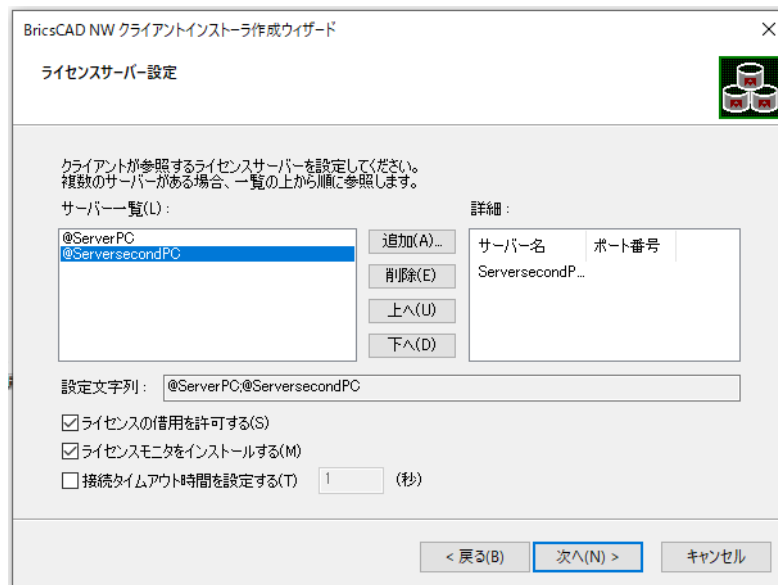 BricsCAD NW クライアントインストーラ作成ウィザード
ライセンスサーバー設定
クライアントが参照するライセンスサーバーを設定してください。
複数のサーバーがある場合、一覧の上から順に参照します。
サーバー一覧(L)：
詳細：
@ServerPC
@ServersecondPC
追加(A)...
削除(E)
上へ(U)
下へ(D)
サーバー名 ポート番号
ServersecondP...
設定文字列： @ServerPC;@ServersecondPC
ライセンスの借用を許可する(S)
ライセンスモニタをインストールする(M)
接続タイムアウト時間を設定する(T) 1 (秒)
< 戻る(B) 次へ(N) > キャンセル